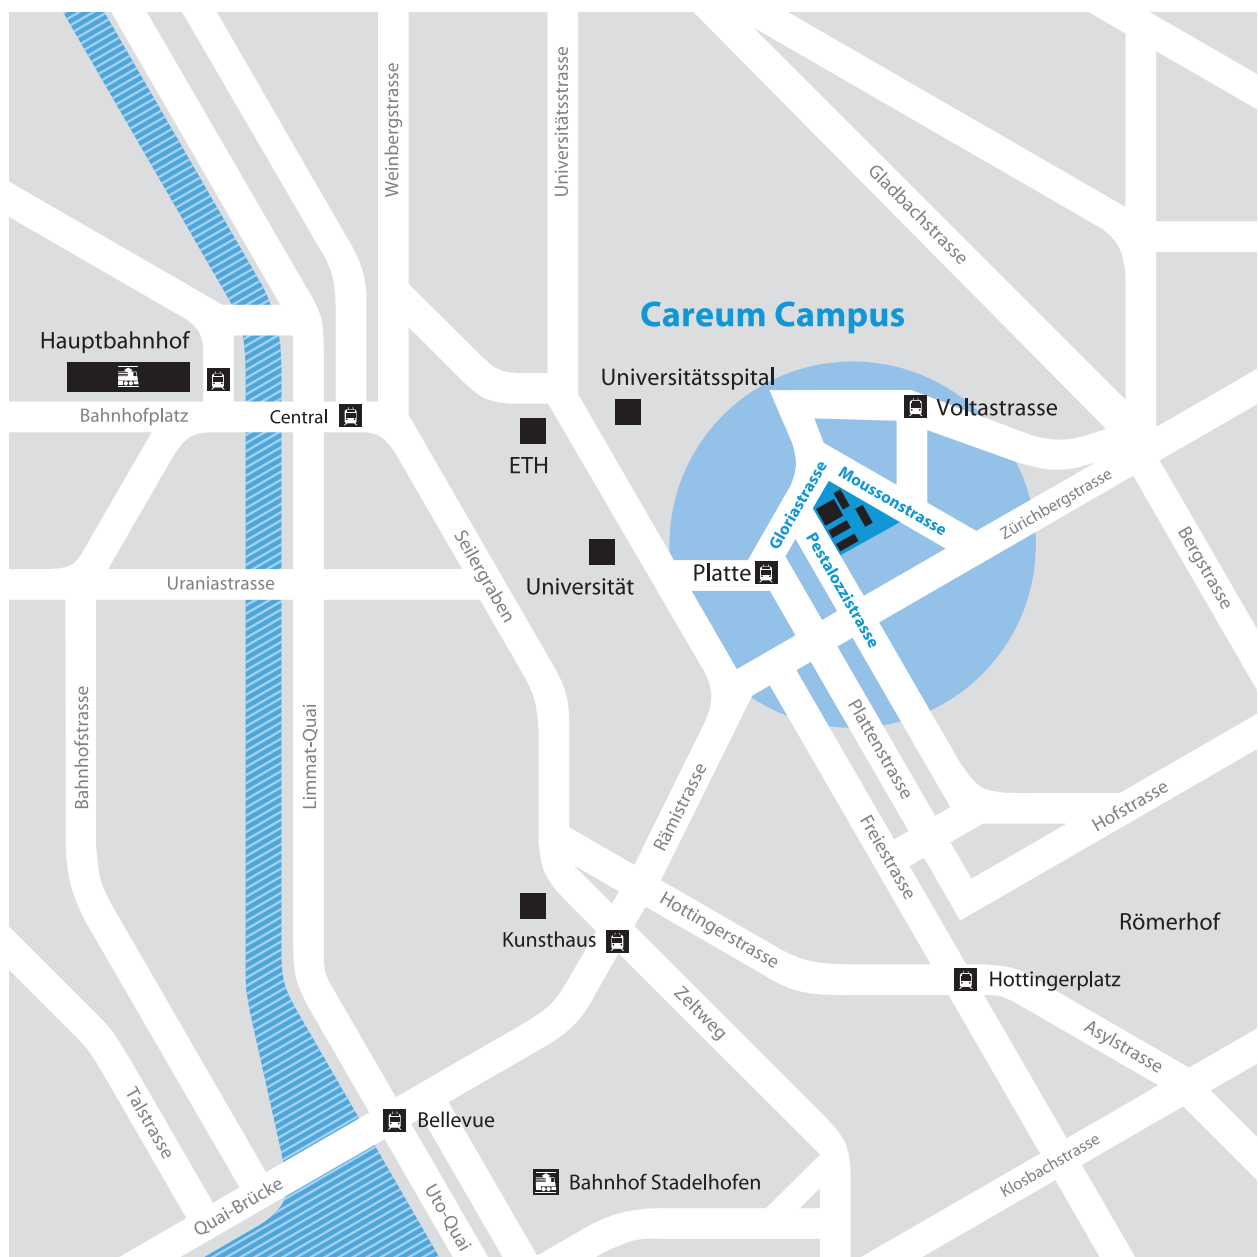 Weinbergstrasse
Universitätsstrasse
Gladbachstrasse
Careum Campus
Hauptbahnhof
Universitätsspital
Bahnhofplatz
Central
Voltastrasse
ETH
Moussonstrasse
Gloriastrasse
Zürichbergstrasse
Pestalozzistrasse
Bergstrasse
Seilergraben
Uraniastrasse
Universität
Platte
Bahnhofstrasse
Limmat-Quai
Plattenstrasse
Rämistrasse
Freiestrasse
Hofstrasse
Hottingerstrasse
Römerhof
Kunsthaus
Hottingerplatz
Zeltweg
Asylstrasse
Talstrasse
Bellevue
Klosbachstrasse
Bahnhof Stadelhofen
Quai-Brücke
Uto-Quai